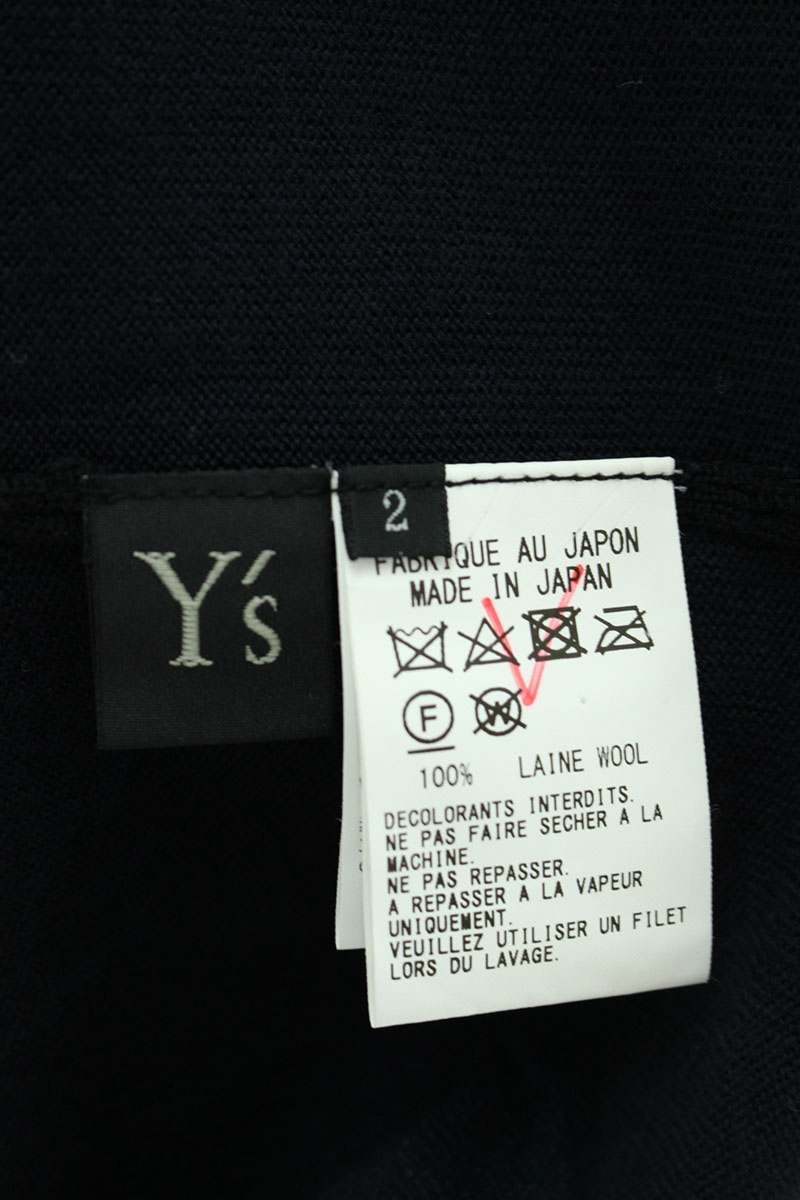 Y's
2
FABRIQUE AU JAPON
MADE IN JAPAN
F
W
100% LAINE WOOL
DECOLORANTS INTERDITS.
NE PAS FAIRE SECHER A LA
MACHINE.
NE PAS REPASSER.
A REPASSER A LA VAPEUR
UNIQUEMENT.
VEUILLEZ UTILISER UN FILET
LORS DU LAVAGE.